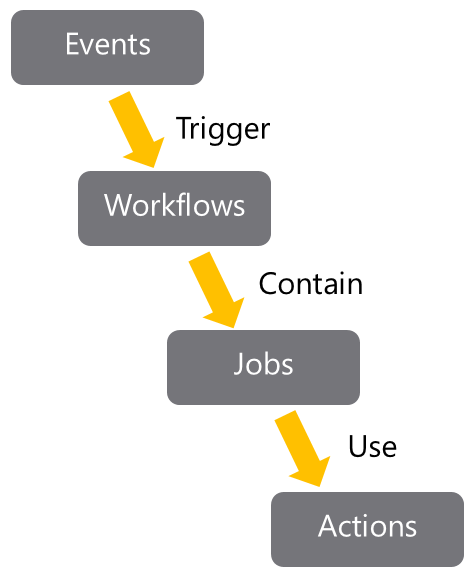 Events
Trigger
Workflows
Contain
Jobs
Use
Actions